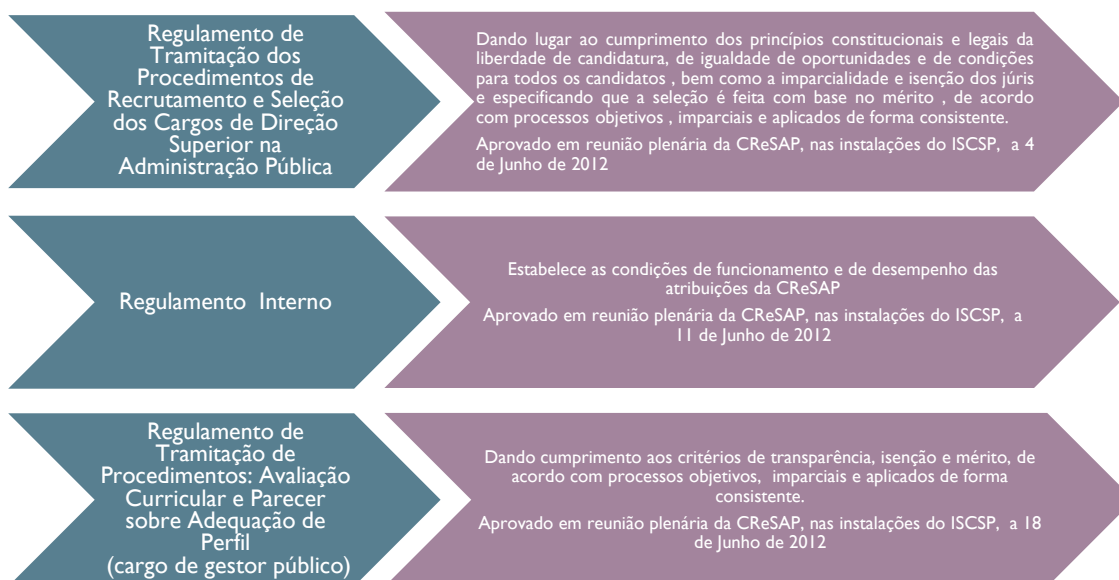 Regulamento de
Tramitação dos
Procedimentos de
Recrutamento e Seleção
dos Cargos de Direção
Superior na
Administração Pública
Dando lugar ao cumprimento dos princípios constitucionais e legais da
liberdade de candidatura, de igualdade de oportunidades e de condições
para todos os candidatos , bem como a imparcialidade e isenção dos júris
e especificando que a seleção é feita com base no mérito , de acordo
com processos objetivos , imparciais e aplicados de forma consistente.
Aprovado em reunião plenária da CReSAP, nas instalações do ISCSP, a 4
de Junho de 2012
Regulamento Interno
Estabelece as condições de funcionamento e de desempenho das
atribuições da CReSAP
Aprovado em reunião plenária da CReSAP, nas instalações do ISCSP, a
11 de Junho de 2012
Regulamento de
Tramitação de
Procedimentos: Avaliação
Curricular e Parecer
sobre Adequação de
Perfil
(cargo de gestor público)
Dando cumprimento aos critérios de transparência, isenção e mérito, de
acordo com processos objetivos, imparciais e aplicados de forma
consistente.
Aprovado em reunião plenária da CReSAP, nas instalações do ISCSP, a 18
de Junho de 2012